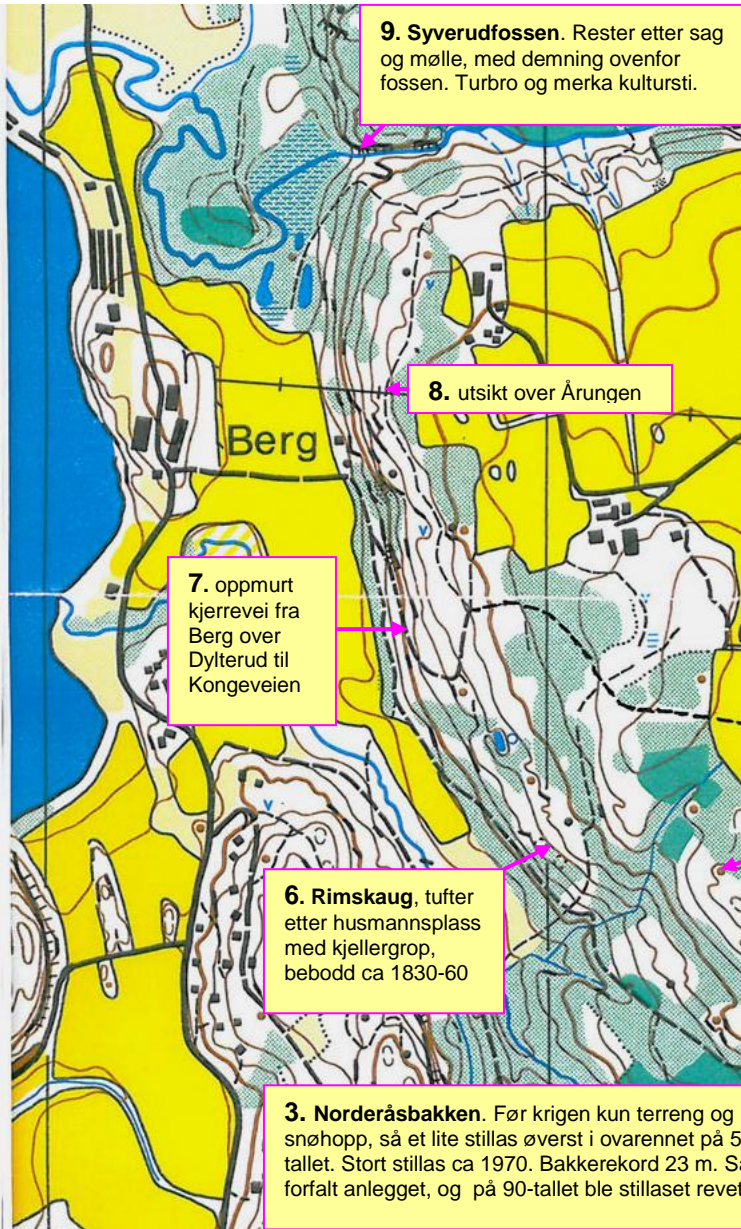 9. Syverudfossen. Rester etter sag
og mølle, med demning ovenfor
fossen. Turbro og merka kultursti.
8. utsikt over Årungen
Berg
7. oppmurt
kjerrevei fra
Berg over
Dylterud til
Kongeveien
6. Rimskaug, tufter
etter husmannsplass
med kjellergrop,
bebodd ca 1830-60
3. Norderåsbakken. Før krigen kun terreng og
snøhopp, så et lite stillas øverst i ovarennet på 5
tallet. Stort stillas ca 1970. Bakkerekord 23 m. Sa
forfalt anlegget, og på 90-tallet ble stillaset revet